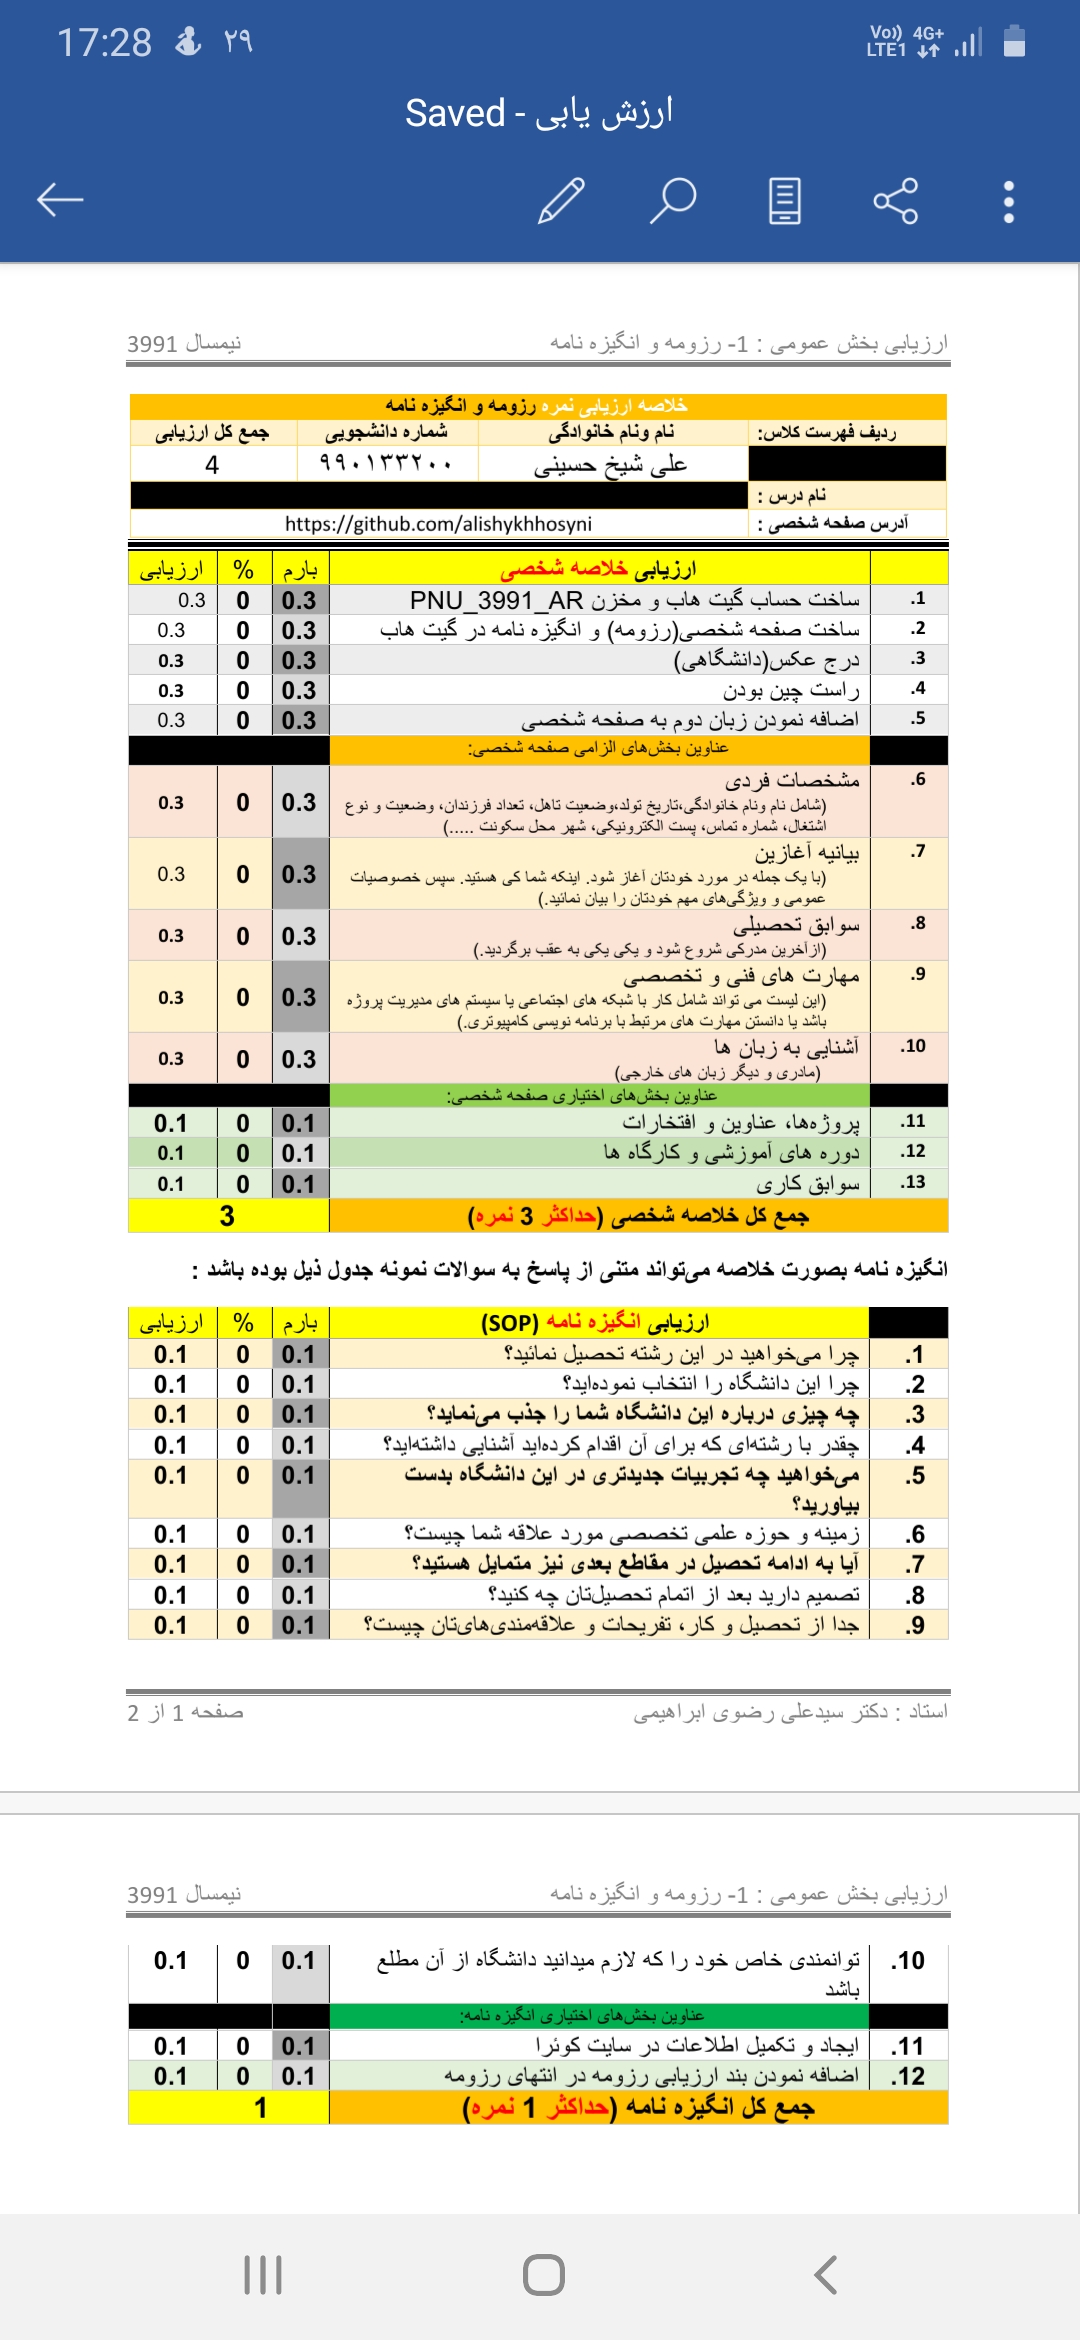 17:28 ۲۹ Vo)) 4G+ LTE1
ارزش یابی - Saved
ارزیابی بخش عمومی : 1- رزومه و انگیزه نامه نیمسال 3991
خلاصه ارزیابی نمره رزومه و انگیزه نامه
ردیف فهرست کلاس: نام ونام خانوادگی شماره دانشجویی جمع کل ارزیابی
علی شیخ حسینی ۹۹۰۱۳۳۲۰۰ 4
نام درس :
آدرس صفحه شخصی : https://github.com/alishykhhosyni
ارزیابی خلاصه شخصی بارم % ارزیابی
1. ساخت حساب گیت هاب و مخزن PNU_3991_AR 0.3 0 0.3
2. ساخت صفحه شخصی(رزومه) و انگیزه نامه در گیت هاب 0.3 0 0.3
3. درج عکس(دانشگاهی) 0.3 0 0.3
4. راست چین بودن 0.3 0 0.3
5. اضافه نمودن زبان دوم به صفحه شخصی 0.3 0 0.3
عناوین بخش‌های الزامی صفحه شخصی:
6. مشخصات فردی 0.3 0 0.3
(شامل نام ونام خانوادگی،تاریخ تولد،وضعیت تاهل، تعداد فرزندان، وضعیت و نوع
اشتغال، شماره تماس، پست الکترونیکی، شهر محل سکونت .....)
7. بیانیه آغازین 0.3 0 0.3
(با یک جمله در مورد خودتان آغاز شود. اینکه شما کی هستید. سپس خصوصیات
عمومی و ویژگی‌های مهم خودتان را بیان نمائید.)
8. سوابق تحصیلی 0.3 0 0.3
(ازآخرین مدرکی شروع شود و یکی یکی به عقب برگردید.)
9. مهارت های فنی و تخصصی 0.3 0 0.3
(این لیست می تواند شامل کار با شبکه های اجتماعی یا سیستم های مدیریت پروژه
باشد یا دانستن مهارت های مرتبط با برنامه نویسی کامپیوتری.)
10. آشنایی به زبان ها 0.3 0 0.3
(مادری و دیگر زبان های خارجی)
عناوین بخش‌های اختیاری صفحه شخصی:
11. پروژه‌ها، عناوین و افتخارات 0.1 0 0.1
12. دوره های آموزشی و کارگاه ها 0.1 0 0.1
13. سوابق کاری 0.1 0 0.1
جمع کل خلاصه شخصی (حداکثر 3 نمره) 3
انگیزه نامه بصورت خلاصه می‌تواند متنی از پاسخ به سوالات نمونه جدول ذیل بوده باشد :
ارزیابی انگیزه نامه (SOP) بارم % ارزیابی
1. چرا می‌خواهید در این رشته تحصیل نمائید؟ 0.1 0 0.1
2. چرا این دانشگاه را انتخاب نموده‌اید؟ 0.1 0 0.1
3. چه چیزی درباره این دانشگاه شما را جذب می‌نماید؟ 0.1 0 0.1
4. چقدر با رشته‌ای که برای آن اقدام کرده‌اید آشنایی داشته‌اید؟ 0.1 0 0.1
5. می‌خواهید چه تجربیات جدیدتری در این دانشگاه بدست 0.1 0 0.1
بیاورید؟
6. زمینه و حوزه علمی تخصصی مورد علاقه شما چیست؟ 0.1 0 0.1
7. آیا به ادامه تحصیل در مقاطع بعدی نیز متمایل هستید؟ 0.1 0 0.1
8. تصمیم دارید بعد از اتمام تحصیل‌تان چه کنید؟ 0.1 0 0.1
9. جدا از تحصیل و کار، تفریحات و علاقه‌مندی‌های‌تان چیست؟ 0.1 0 0.1
استاد : دکتر سیدعلی رضوی ابراهیمی صفحه 1 از 2
ارزیابی بخش عمومی : 1- رزومه و انگیزه نامه نیمسال 3991
10. توانمندی خاص خود را که لازم میدانید دانشگاه از آن مطلع 0.1 0 0.1
باشد
عناوین بخش‌های اختیاری انگیزه نامه:
11. ایجاد و تکمیل اطلاعات در سایت کوئرا 0.1 0 0.1
12. اضافه نمودن بند ارزیابی رزومه در انتهای رزومه 0.1 0 0.1
جمع کل انگیزه نامه (حداکثر 1 نمره) 1